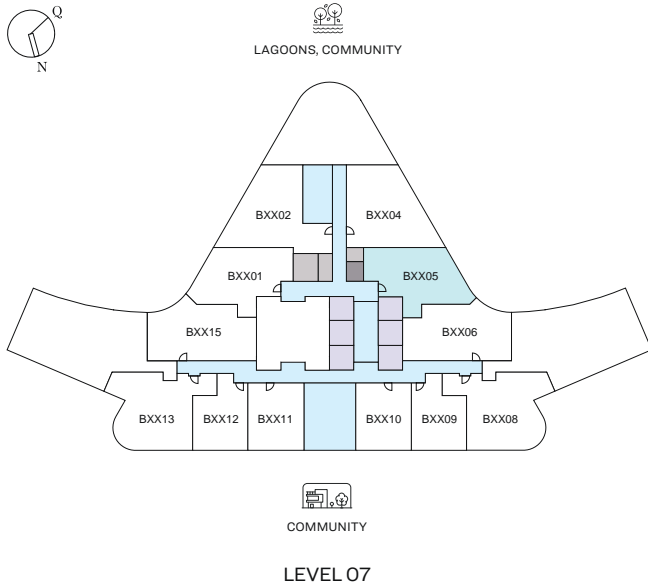 Q
N
LAGOONS, COMMUNITY
BXX02
BXX04
BXX01
BXX05
BXX15
BXX06
BXX13
BXX12
BXX11
BXX10
BXX09
BXX08
COMMUNITY
LEVEL 07